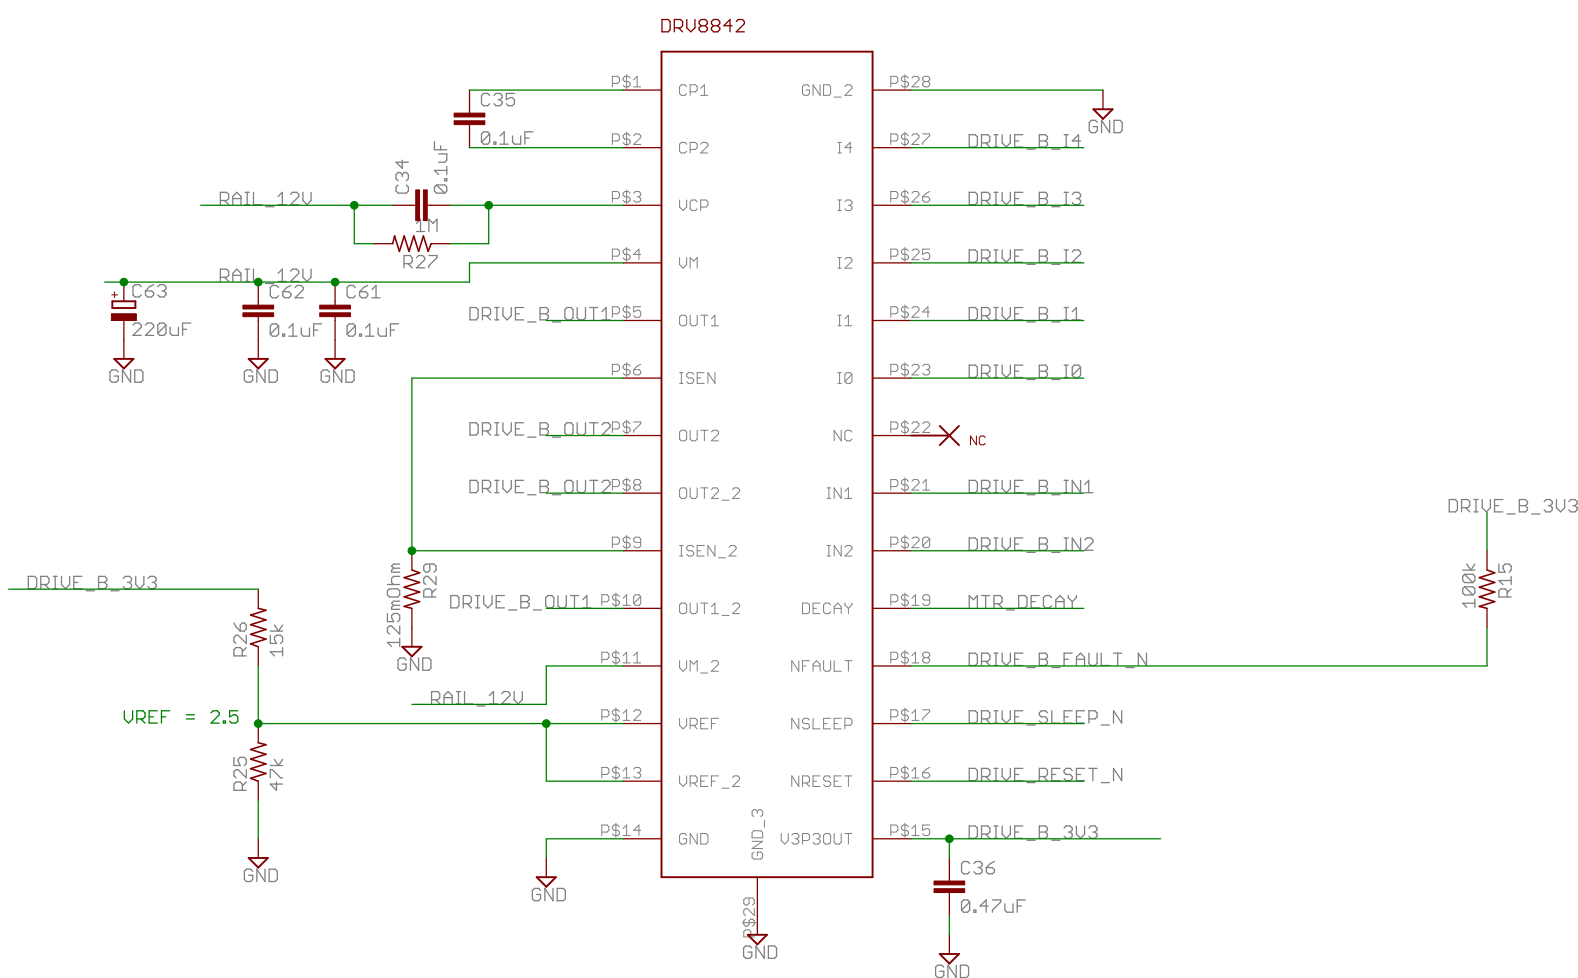 DRV8842
P$1 CP1 GND_2 P$28
C35
0.1uF
GND
P$2 CP2 I4 P$27 DRIVE_B_I4
C34
0.1uF
RAIL_12V P$3 VCP I3 P$26 DRIVE_B_I3
1M
R27
P$4 VM I2 P$25 DRIVE_B_I2
RAIL_12V
+
C63 C62 C61
220uF 0.1uF 0.1uF
GND GND GND
DRIVE_B_OUT1 P$5 OUT1 I1 P$24 DRIVE_B_I1
P$6 ISEN I0 P$23 DRIVE_B_I0
DRIVE_B_OUT2 P$7 OUT2 NC P$22 NC
DRIVE_B_OUT2 P$8 OUT2_2 IN1 P$21 DRIVE_B_IN1
DRIVE_B_3V3
P$9 ISEN_2 IN2 P$20 DRIVE_B_IN2
125mOhm
R29
GND
100k
R15
DRIVE_B_3V3
R26
15k
DRIVE_B_OUT1 P$10 OUT1_2 DECAY P$19 MTR_DECAY
P$11 VM_2 NFAULT P$18 DRIVE_B_FAULT_N
RAIL_12V
VREF = 2.5
P$12 VREF NSLEEP P$17 DRIVE_SLEEP_N
R25
47k
GND
P$13 VREF_2 NRESET P$16 DRIVE_RESET_N
P$14 GND V3P3OUT P$15 DRIVE_B_3V3
GND
GND_3
P$29
GND
C36
0.47uF
GND